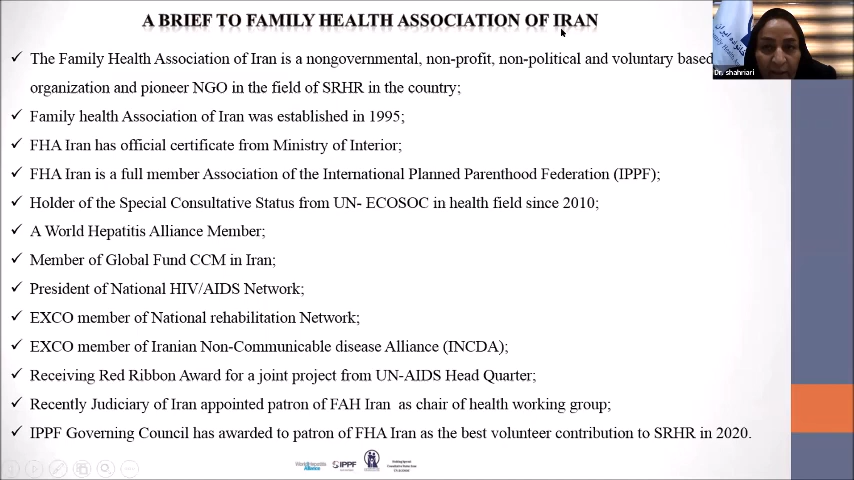 A BRIEF TO FAMILY HEALTH ASSOCIATION OF IRAN
The Family Health Association of Iran is a nongovernmental, non-profit, non-political and voluntary based
organization and pioneer NGO in the field of SRHR in the country;
Family health Association of Iran was established in 1995;
FHA Iran has official certificate from Ministry of Interior;
FHA Iran is a full member Association of the International Planned Parenthood Federation (IPPF);
Holder of the Special Consultative Status from UN- ECOSOC in health field since 2010;
A World Hepatitis Alliance Member;
Member of Global Fund CCM in Iran;
President of National HIV/AIDS Network;
EXCO member of National rehabilitation Network;
EXCO member of Iranian Non-Communicable disease Alliance (INCDA);
Receiving Red Ribbon Award for a joint project from UN-AIDS Head Quarter;
Recently Judiciary of Iran appointed patron of FAH Iran as chair of health working group;
IPPF Governing Council has awarded to patron of FHA Iran as the best volunteer contribution to SRHR in 2020.
Dr. shahriari
World Hepatitis
Alliance
IPPF